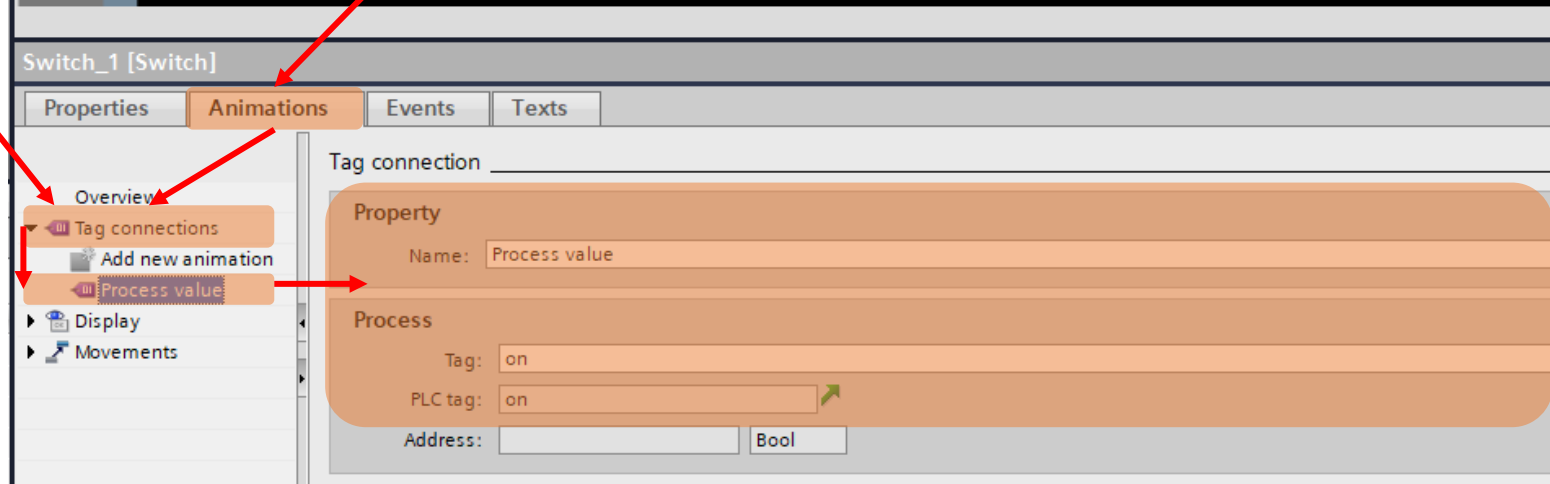 Switch_1 [Switch]
Properties Animations Events Texts
Tag connection
Overview
Tag connections
Add new animation
Process value
Display
Movements
Property
Name: Process value
Process
Tag: on
PLC tag: on
Address: Bool